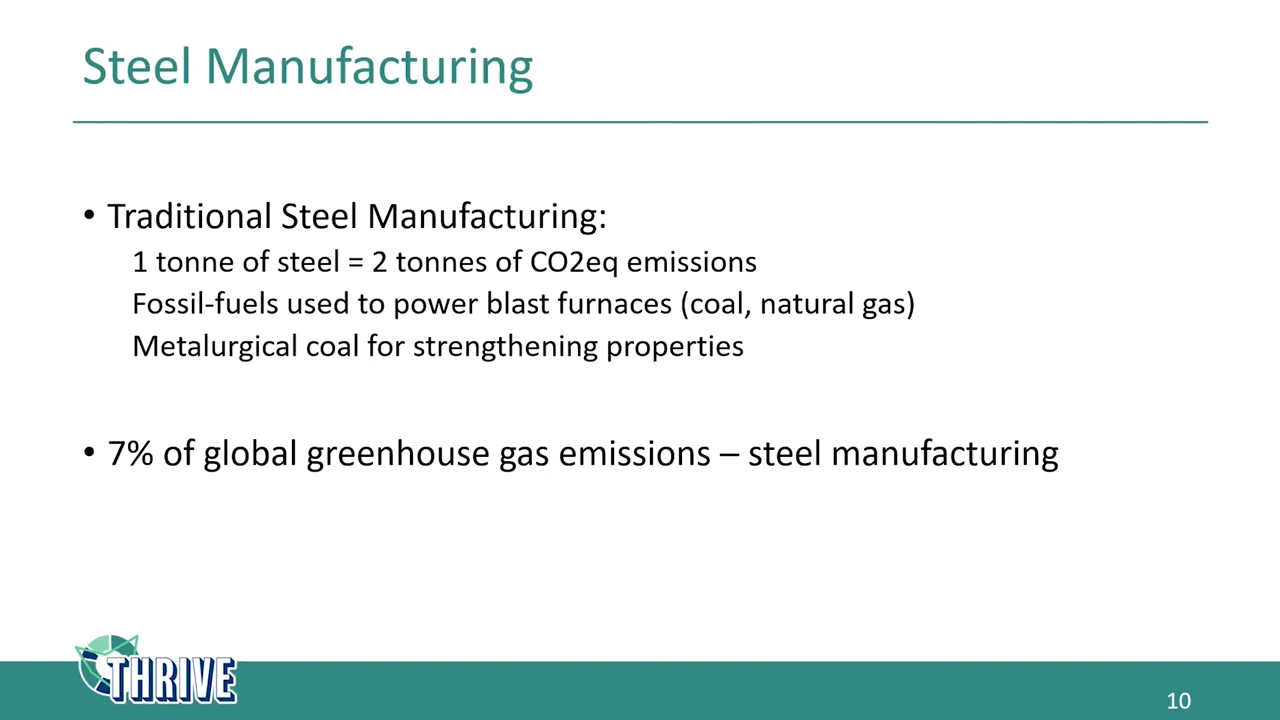 Steel Manufacturing
• Traditional Steel Manufacturing:
1 tonne of steel = 2 tonnes of CO2eq emissions
Fossil-fuels used to power blast furnaces (coal, natural gas)
Metalurgical coal for strengthening properties
• 7% of global greenhouse gas emissions – steel manufacturing
THRIVE
10